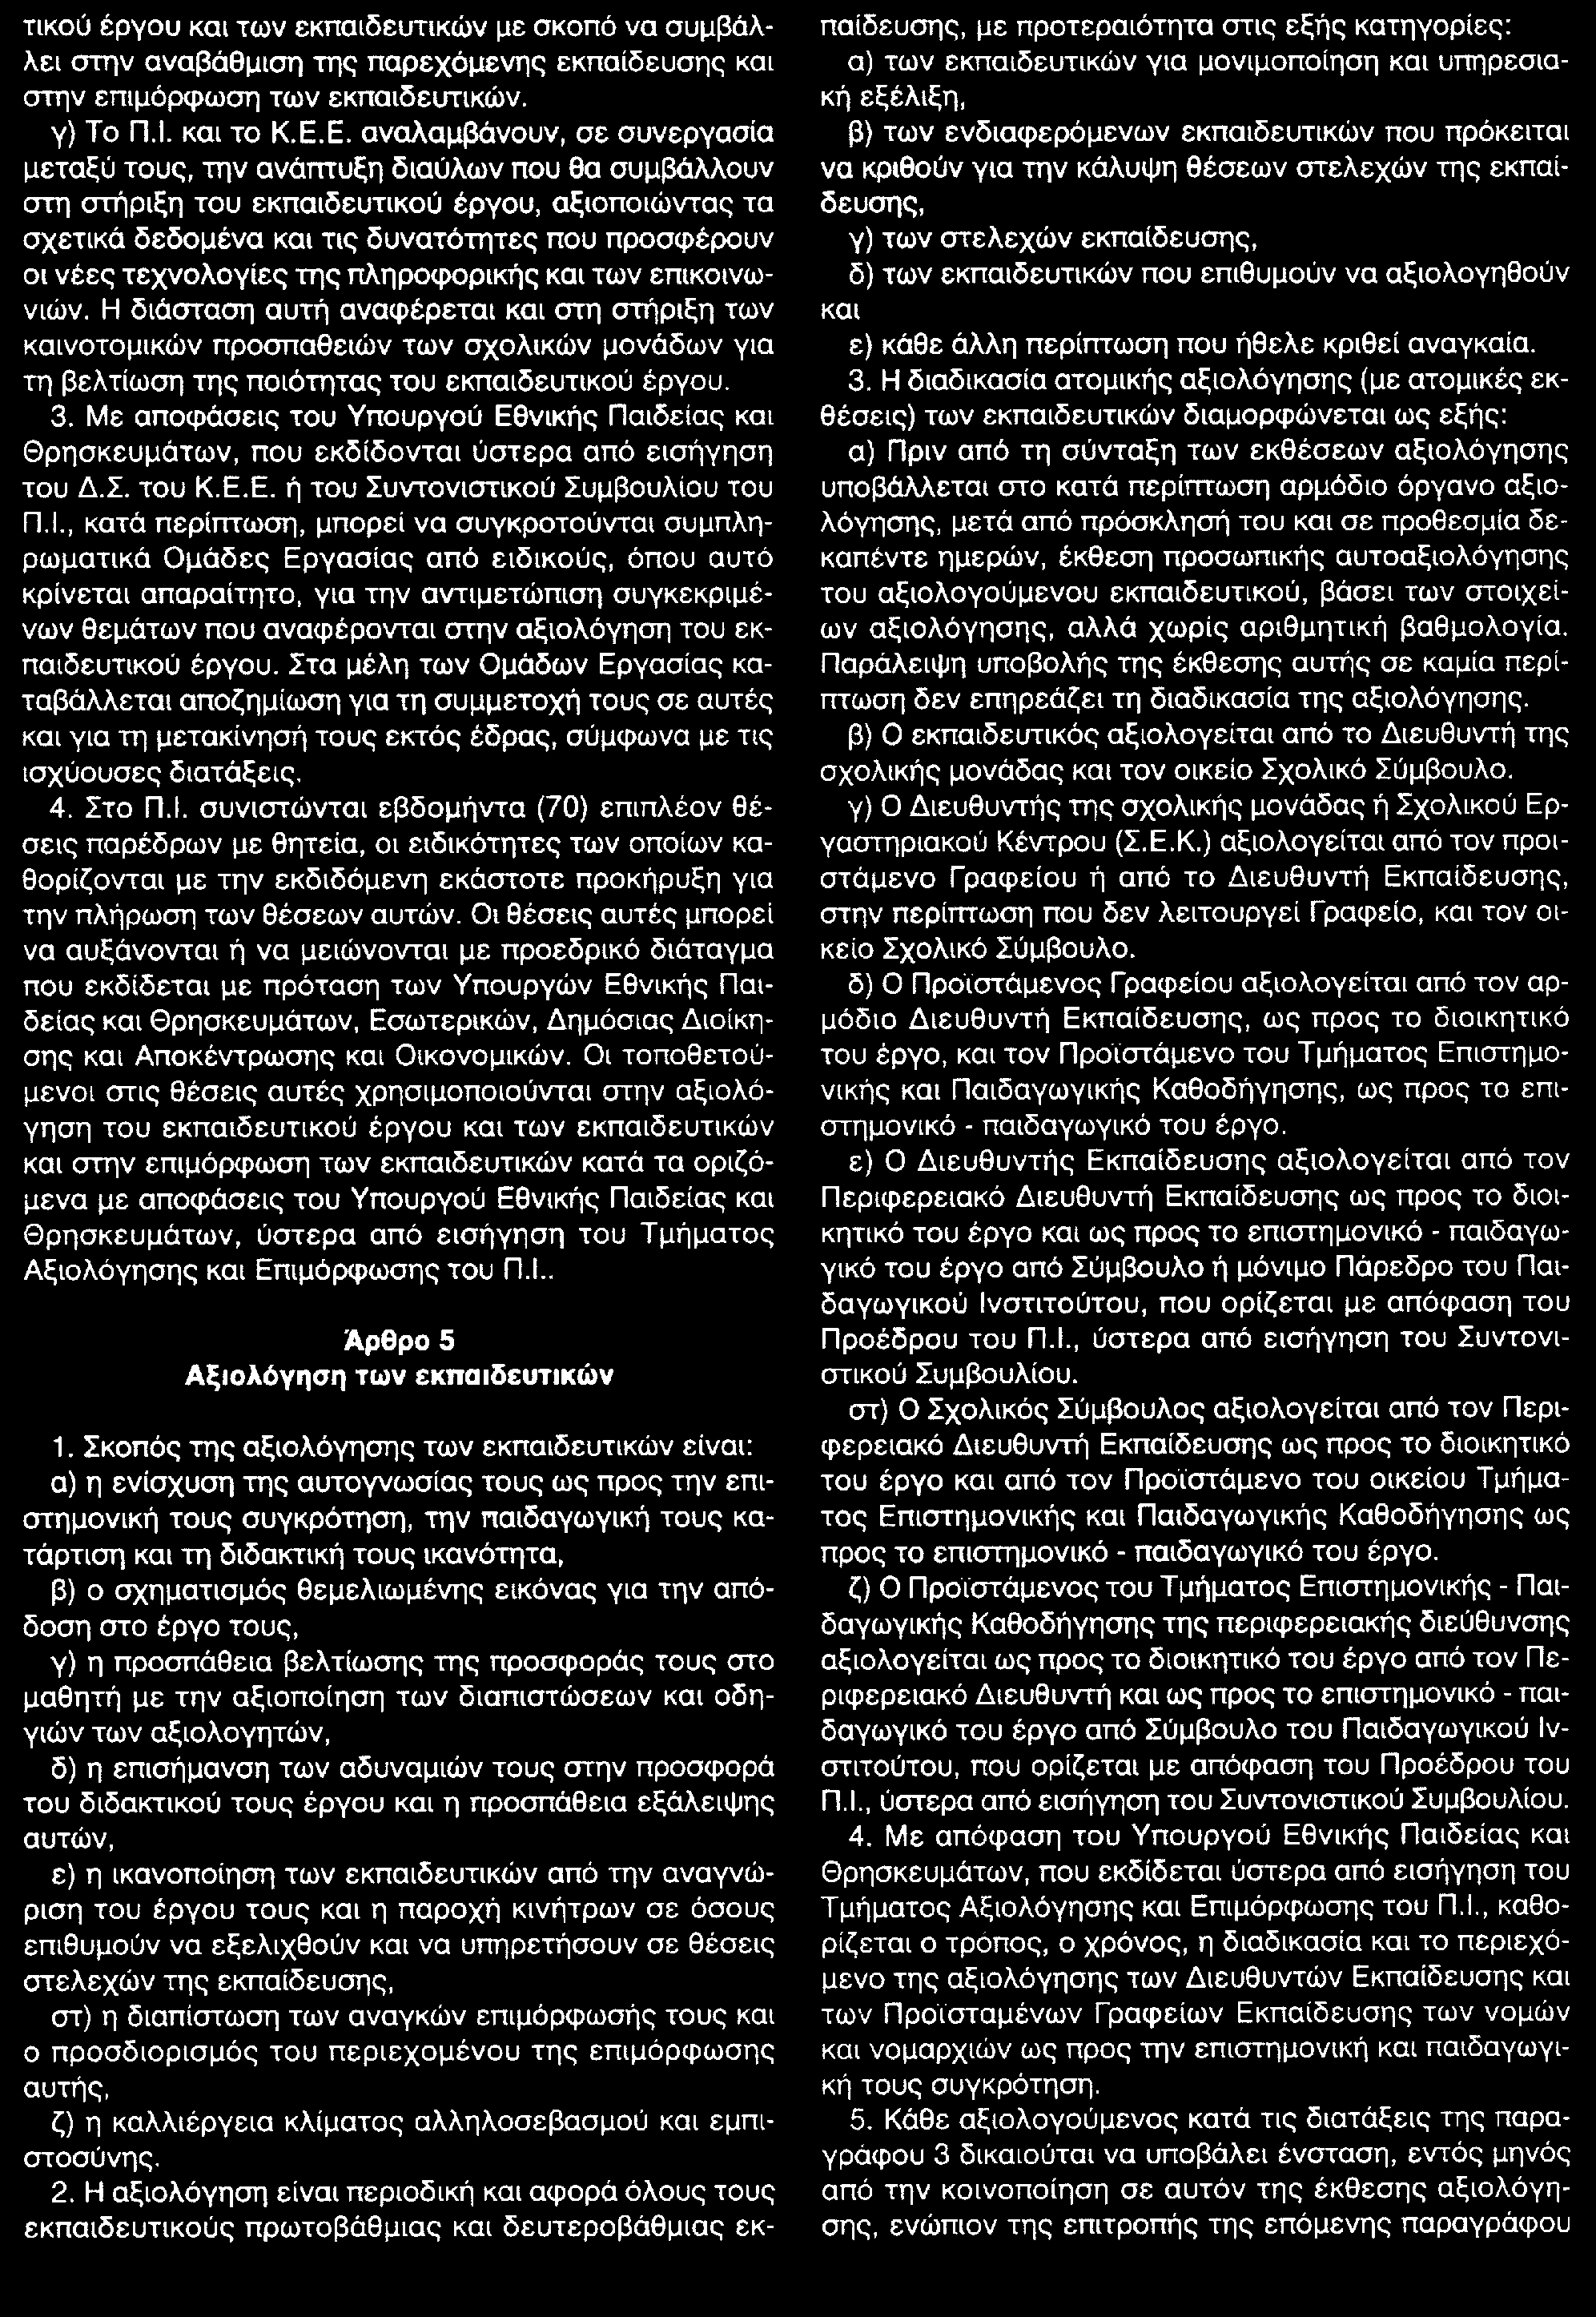 τικού έργου και των εκπαιδευτικών με σκοπό να συμβάλ-
λει στην αναβάθμιση της παρεχόμενης εκπαίδευσης και
στην επιμόρφωση των εκπαιδευτικών.
γ) Το Π.Ι. και το Κ.Ε.Ε. αναλαμβάνουν, σε συνεργασία
μεταξύ τους, την ανάπτυξη διαύλων που θα συμβάλλουν
στη στήριξη του εκπαιδευτικού έργου, αξιοποιώντας τα
σχετικά δεδομένα και τις δυνατότητες που προσφέρουν
οι νέες τεχνολογίες της πληροφορικής και των επικοινω-
νιών. Η διάσταση αυτή αναφέρεται και στη στήριξη των
καινοτομικών προσπαθειών των σχολικών μονάδων για
τη βελτίωση της ποιότητας του εκπαιδευτικού έργου.
3. Με αποφάσεις του Υπουργού Εθνικής Παιδείας και
Θρησκευμάτων, που εκδίδονται ύστερα από εισήγηση
του Δ.Σ. του Κ.Ε.Ε. ή του Συντονιστικού Συμβουλίου του
Π.Ι., κατά περίπτωση, μπορεί να συγκροτούνται συμπλη-
ρωματικά Ομάδες Εργασίας από ειδικούς, όπου αυτό
κρίνεται απαραίτητο, για την αντιμετώπιση συγκεκριμέ-
νων θεμάτων που αναφέρονται στην αξιολόγηση του εκ-
παιδευτικού έργου. Στα μέλη των Ομάδων Εργασίας κα-
ταβάλλεται αποζημίωση για τη συμμετοχή τους σε αυτές
και για τη μετακίνησή τους εκτός έδρας, σύμφωνα με τις
ισχύουσες διατάξεις.
4. Στο Π.Ι. συνιστώνται εβδομήντα (70) επιπλέον θέ-
σεις παρέδρων με θητεία, οι ειδικότητες των οποίων κα-
θορίζονται με την εκδιδόμενη εκάστοτε προκήρυξη για
την πλήρωση των θέσεων αυτών. Οι θέσεις αυτές μπορεί
να αυξάνονται ή να μειώνονται με προεδρικό διάταγμα
που εκδίδεται με πρόταση των Υπουργών Εθνικής Παι-
δείας και Θρησκευμάτων, Εσωτερικών, Δημόσιας Διοίκη-
σης και Αποκέντρωσης και Οικονομικών. Οι τοποθετού-
μενοι στις θέσεις αυτές χρησιμοποιούνται στην αξιολό-
γηση του εκπαιδευτικού έργου και των εκπαιδευτικών
και στην επιμόρφωση των εκπαιδευτικών κατά τα οριζό-
μενα με αποφάσεις του Υπουργού Εθνικής Παιδείας και
Θρησκευμάτων, ύστερα από εισήγηση του Τμήματος
Αξιολόγησης και Επιμόρφωσης του Π.Ι..
Άρθρο 5
Αξιολόγηση των εκπαιδευτικών
1. Σκοπός της αξιολόγησης των εκπαιδευτικών είναι:
α) η ενίσχυση της αυτογνωσίας τους ως προς την επι-
στημονική τους συγκρότηση, την παιδαγωγική τους κα-
τάρτιση και τη διδακτική τους ικανότητα,
β) ο σχηματισμός θεμελιωμένης εικόνας για την από-
δοση στο έργο τους,
γ) η προσπάθεια βελτίωσης της προσφοράς τους στο
μαθητή με την αξιοποίηση των διαπιστώσεων και οδη-
γιών των αξιολογητών,
δ) η επισήμανση των αδυναμιών τους στην προσφορά
του διδακτικού τους έργου και η προσπάθεια εξάλειψης
αυτών,
ε) η ικανοποίηση των εκπαιδευτικών από την αναγνώ-
ριση του έργου τους και η παροχή κινήτρων σε όσους
επιθυμούν να εξελιχθούν και να υπηρετήσουν σε θέσεις
στελεχών της εκπαίδευσης,
στ) η διαπίστωση των αναγκών επιμόρφωσής τους και
ο προσδιορισμός του περιεχομένου της επιμόρφωσης
αυτής,
ζ) η καλλιέργεια κλίματος αλληλοσεβασμού και εμπι-
στοσύνης.
2. Η αξιολόγηση είναι περιοδική και αφορά όλους τους
εκπαιδευτικούς πρωτοβάθμιας και δευτεροβάθμιας εκ-
παίδευσης, με προτεραιότητα στις εξής κατηγορίες:
α) των εκπαιδευτικών για μονιμοποίηση και υπηρεσια-
κή εξέλιξη,
β) των ενδιαφερόμενων εκπαιδευτικών που πρόκειται
να κριθούν για την κάλυψη θέσεων στελεχών της εκπαί-
δευσης,
γ) των στελεχών εκπαίδευσης,
δ) των εκπαιδευτικών που επιθυμούν να αξιολογηθούν
και
ε) κάθε άλλη περίπτωση που ήθελε κριθεί αναγκαία.
3. Η διαδικασία ατομικής αξιολόγησης (με ατομικές εκ-
θέσεις) των εκπαιδευτικών διαμορφώνεται ως εξής:
α) Πριν από τη σύνταξη των εκθέσεων αξιολόγησης
υποβάλλεται στο κατά περίπτωση αρμόδιο όργανο αξιο-
λόγησης, μετά από πρόσκλησή του και σε προθεσμία δε-
καπέντε ημερών, έκθεση προσωπικής αυτοαξιολόγησης
του αξιολογούμενου εκπαιδευτικού, βάσει των στοιχεί-
ων αξιολόγησης, αλλά χωρίς αριθμητική βαθμολογία.
Παράλειψη υποβολής της έκθεσης αυτής σε καμία περί-
πτωση δεν επηρεάζει τη διαδικασία της αξιολόγησης.
β) Ο εκπαιδευτικός αξιολογείται από το Διευθυντή της
σχολικής μονάδας και τον οικείο Σχολικό Σύμβουλο.
γ) Ο Διευθυντής της σχολικής μονάδας ή Σχολικού Ερ-
γαστηριακού Κέντρου (Σ.Ε.Κ.) αξιολογείται από τον προϊ-
στάμενο Γραφείου ή από το Διευθυντή Εκπαίδευσης,
στην περίπτωση που δεν λειτουργεί Γραφείο, και τον οι-
κείο Σχολικό Σύμβουλο.
δ) Ο Προϊστάμενος Γραφείου αξιολογείται από τον αρ-
μόδιο Διευθυντή Εκπαίδευσης, ως προς το διοικητικό
του έργο, και τον Προϊστάμενο του Τμήματος Επιστημο-
νικής και Παιδαγωγικής Καθοδήγησης, ως προς το επι-
στημονικό - παιδαγωγικό του έργο.
ε) Ο Διευθυντής Εκπαίδευσης αξιολογείται από τον
Περιφερειακό Διευθυντή Εκπαίδευσης ως προς το διοι-
κητικό του έργο και ως προς το επιστημονικό - παιδαγω-
γικό του έργο από Σύμβουλο ή μόνιμο Πάρεδρο του Παι-
δαγωγικού Ινστιτούτου, που ορίζεται με απόφαση του
Προέδρου του Π.Ι., ύστερα από εισήγηση του Συντονι-
στικού Συμβουλίου.
στ) Ο Σχολικός Σύμβουλος αξιολογείται από τον Περι-
φερειακό Διευθυντή Εκπαίδευσης ως προς το διοικητικό
του έργο και από τον Προϊστάμενο του οικείου Τμήμα-
τος Επιστημονικής και Παιδαγωγικής Καθοδήγησης ως
προς το επιστημονικό - παιδαγωγικό του έργο.
ζ) Ο Προϊστάμενος του Τμήματος Επιστημονικής - Παι-
δαγωγικής Καθοδήγησης της περιφερειακής διεύθυνσης
αξιολογείται ως προς το διοικητικό του έργο από τον Πε-
ριφερειακό Διευθυντή και ως προς το επιστημονικό - παι-
δαγωγικό του έργο από Σύμβουλο του Παιδαγωγικού Ιν-
στιτούτου, που ορίζεται με απόφαση του Προέδρου του
Π.Ι., ύστερα από εισήγηση του Συντονιστικού Συμβουλίου.
4. Με απόφαση του Υπουργού Εθνικής Παιδείας και
Θρησκευμάτων, που εκδίδεται ύστερα από εισήγηση του
Τμήματος Αξιολόγησης και Επιμόρφωσης του Π.Ι., καθο-
ρίζεται ο τρόπος, ο χρόνος, η διαδικασία και το περιεχό-
μενο της αξιολόγησης των Διευθυντών Εκπαίδευσης και
των Προϊσταμένων Γραφείων Εκπαίδευσης των νομών
και νομαρχιών ως προς την επιστημονική και παιδαγωγι-
κή τους συγκρότηση.
5. Κάθε αξιολογούμενος κατά τις διατάξεις της παρα-
γράφου 3 δικαιούται να υποβάλει ένσταση, εντός μηνός
από την κοινοποίηση σε αυτόν της έκθεσης αξιολόγη-
σης, ενώπιον της επιτροπής της επόμενης παραγράφου